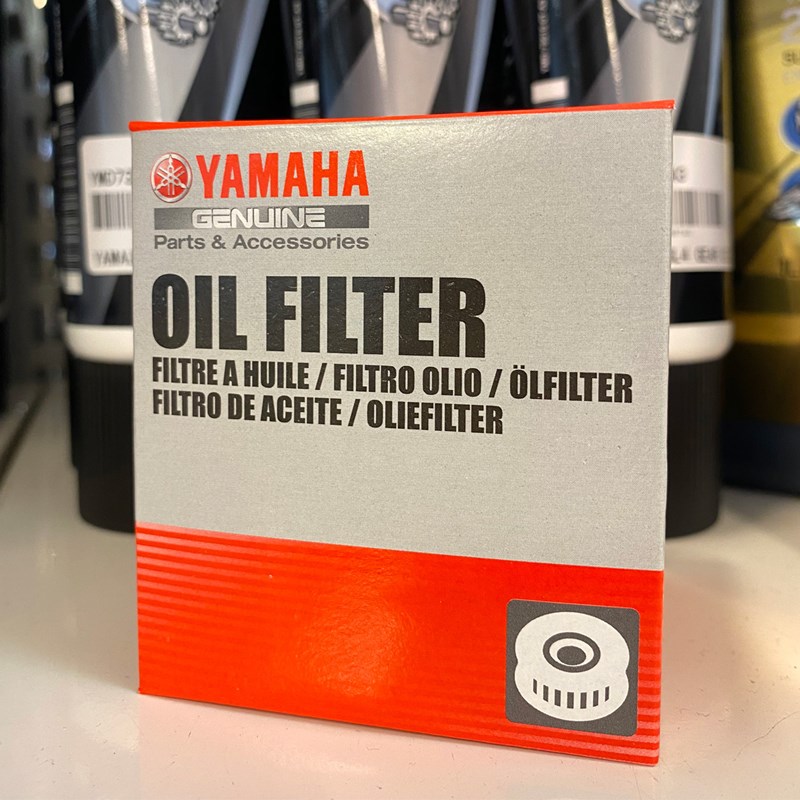 YAMAHA
GENUINE
Parts & Accessories
OIL FILTER
FILTRE A HUILE / FILTRO OLIO / ÖLFILTER
FILTRO DE ACEITE / OLIEFILTER